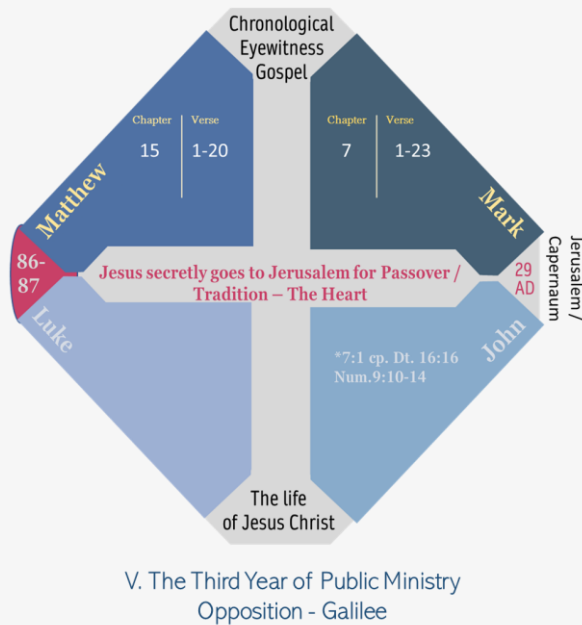 Chronological
Eyewitness
Gospel
Chapter Verse
15 1-20
Chapter Verse
7 1-23
Matthew
Mark
86-
87
Jesus secretly goes to Jerusalem for Passover /
Tradition – The Heart
29
AD
Jerusalem /
Capernaum
Luke
John
*7:1 cp. Dt. 16:16
Num.9:10-14
The life
of Jesus Christ
V. The Third Year of Public Ministry
Opposition - Galilee